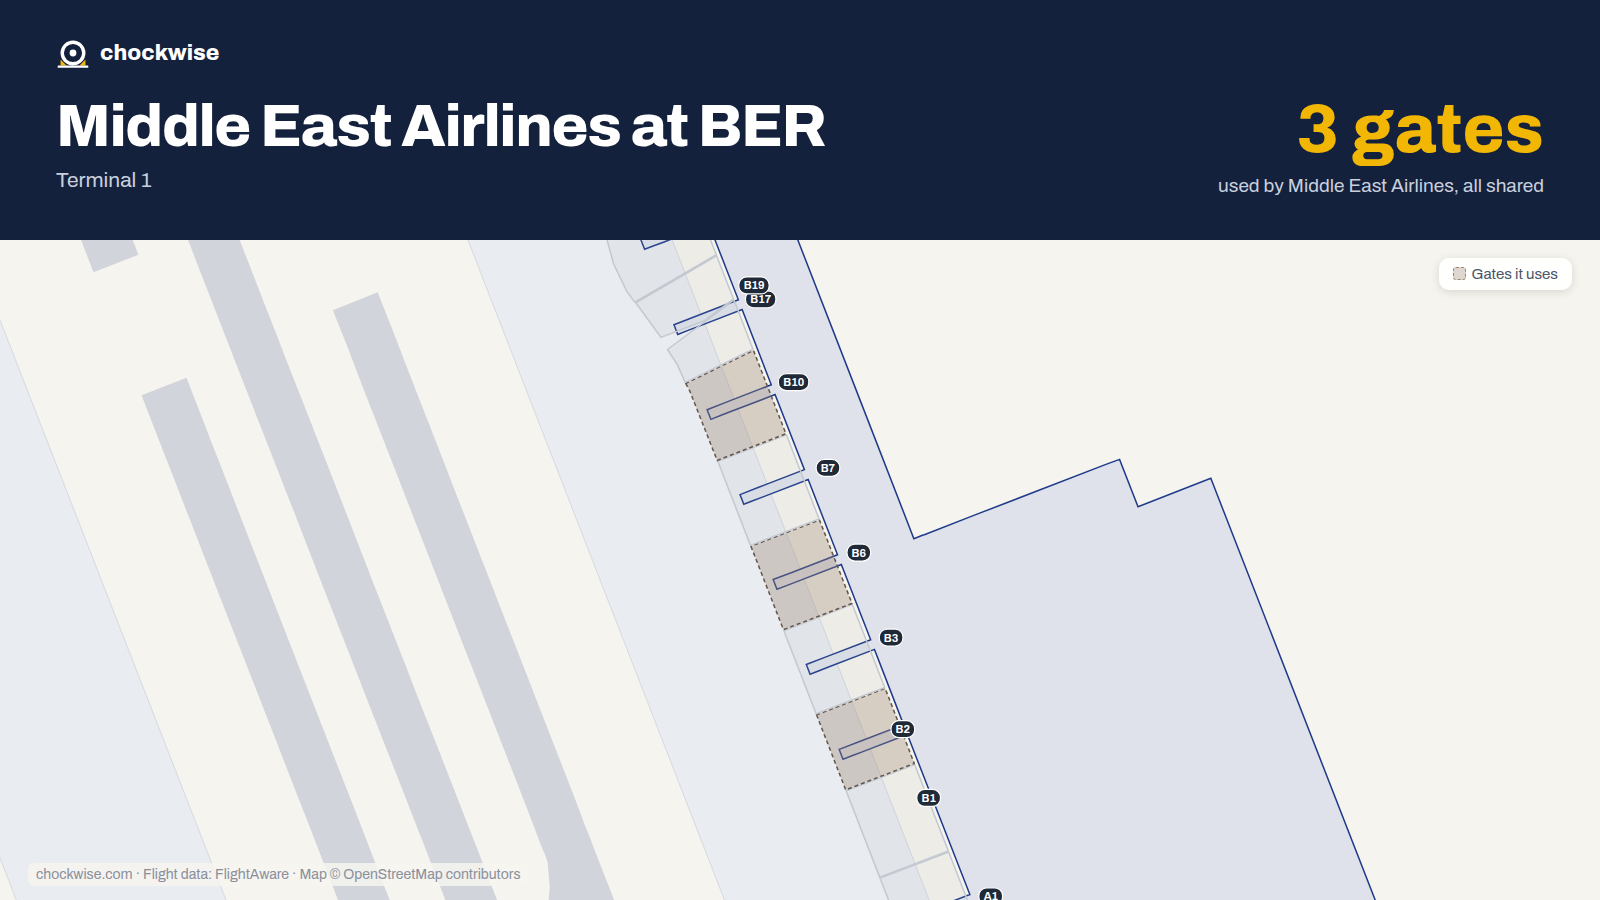 chockwise
Middle East Airlines at BER
Terminal 1
3 gates
used by Middle East Airlines, all shared
Gates it uses
B19
B17
B10
B7
B6
B3
B2
B1
A1
chockwise.com · Flight data: FlightAware · Map © OpenStreetMap contributors